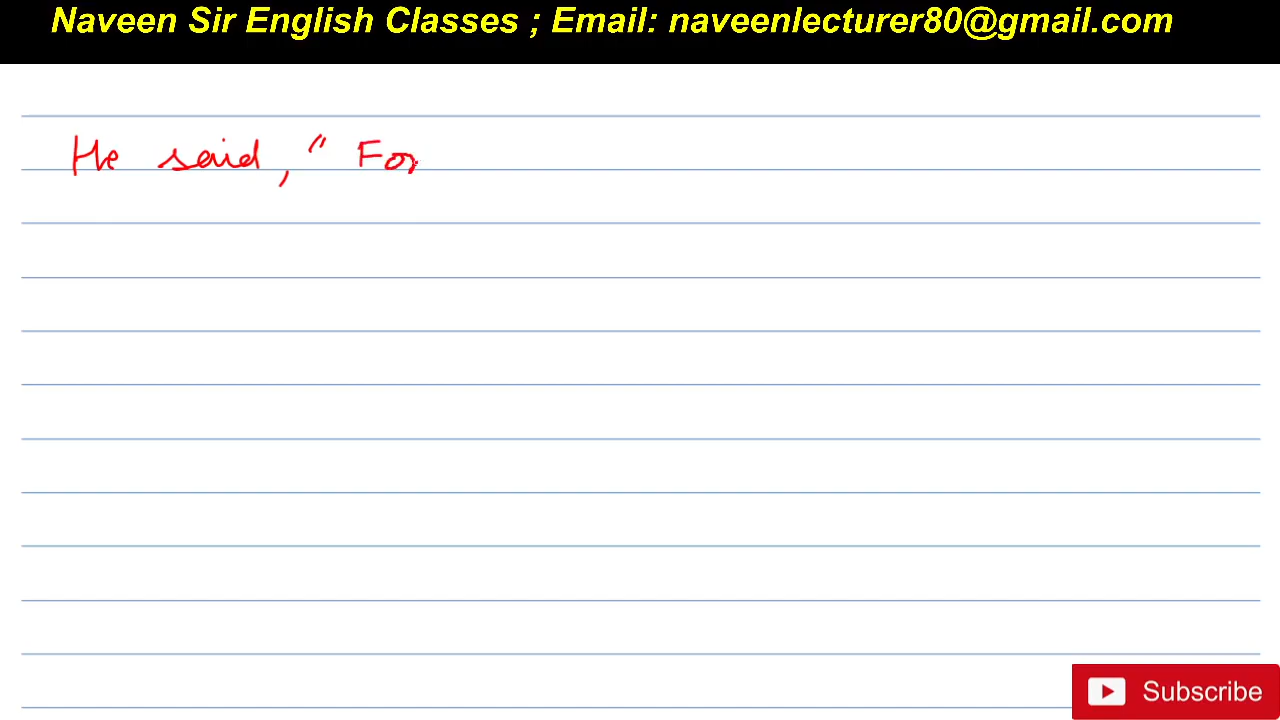 Naveen Sir English Classes ; Email: naveenlecturer80@gmail.com
He said, " For
Subscribe